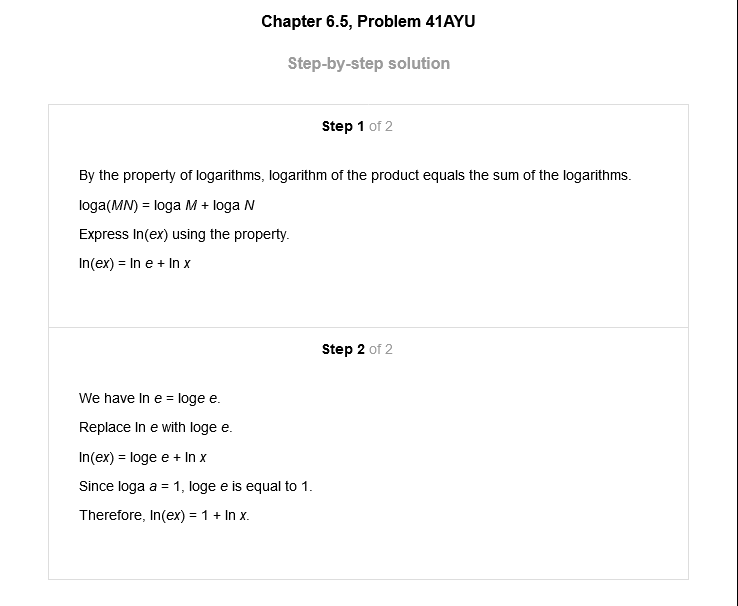 Chapter 6.5, Problem 41AYU
Step-by-step solution
Step 1 of 2
By the property of logarithms, logarithm of the product equals the sum of the logarithms.
loga(MN) = loga M + loga N
Express ln(ex) using the property.
ln(ex) = ln e + ln x
Step 2 of 2
We have ln e = loge e.
Replace ln e with loge e.
ln(ex) = loge e + ln x
Since loga a = 1, loge e is equal to 1.
Therefore, ln(ex) = 1 + ln x.